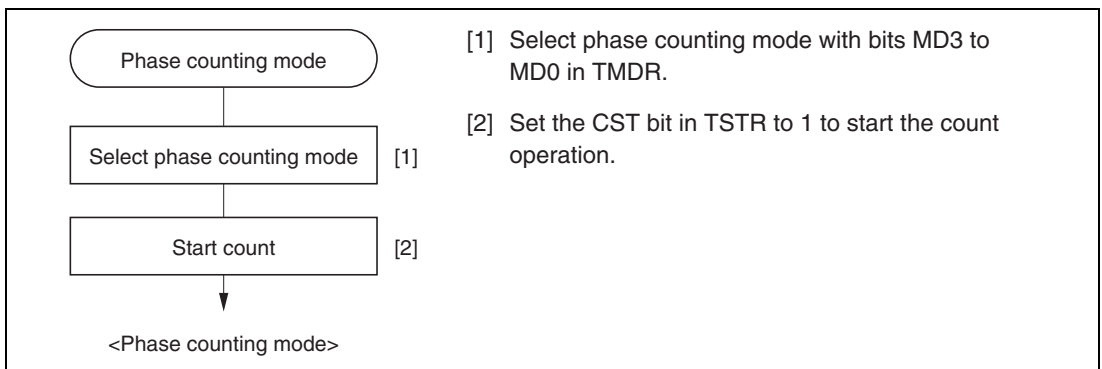 Phase counting mode
Select phase counting mode [1]
Start count [2]
<Phase counting mode>
[1] Select phase counting mode with bits MD3 to
MD0 in TMDR.
[2] Set the CST bit in TSTR to 1 to start the count
operation.